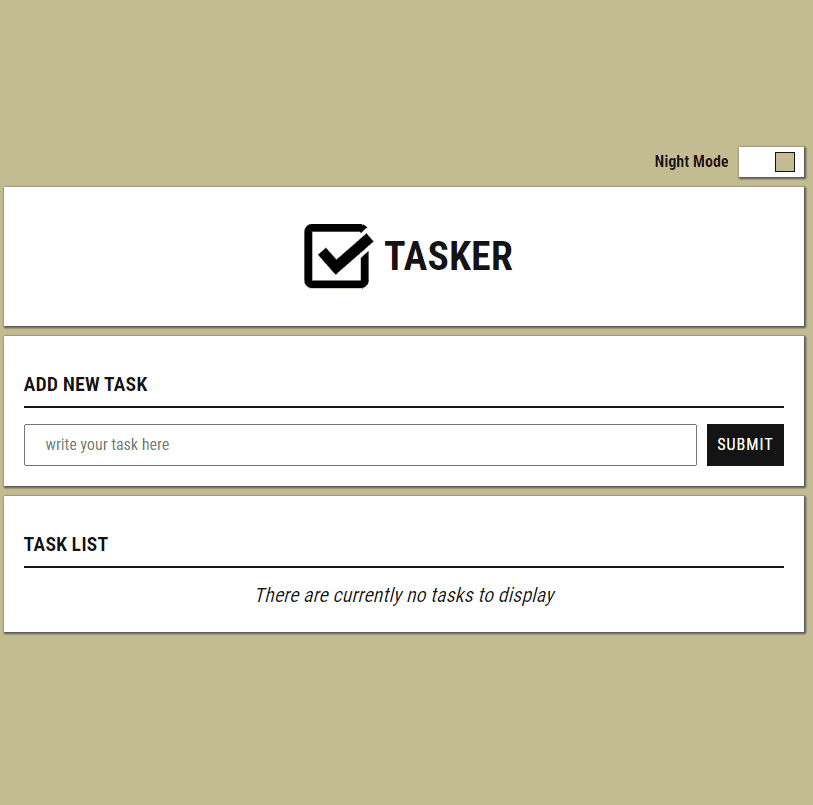 Night Mode
TASKER
ADD NEW TASK
write your task here
SUBMIT
TASK LIST
There are currently no tasks to display